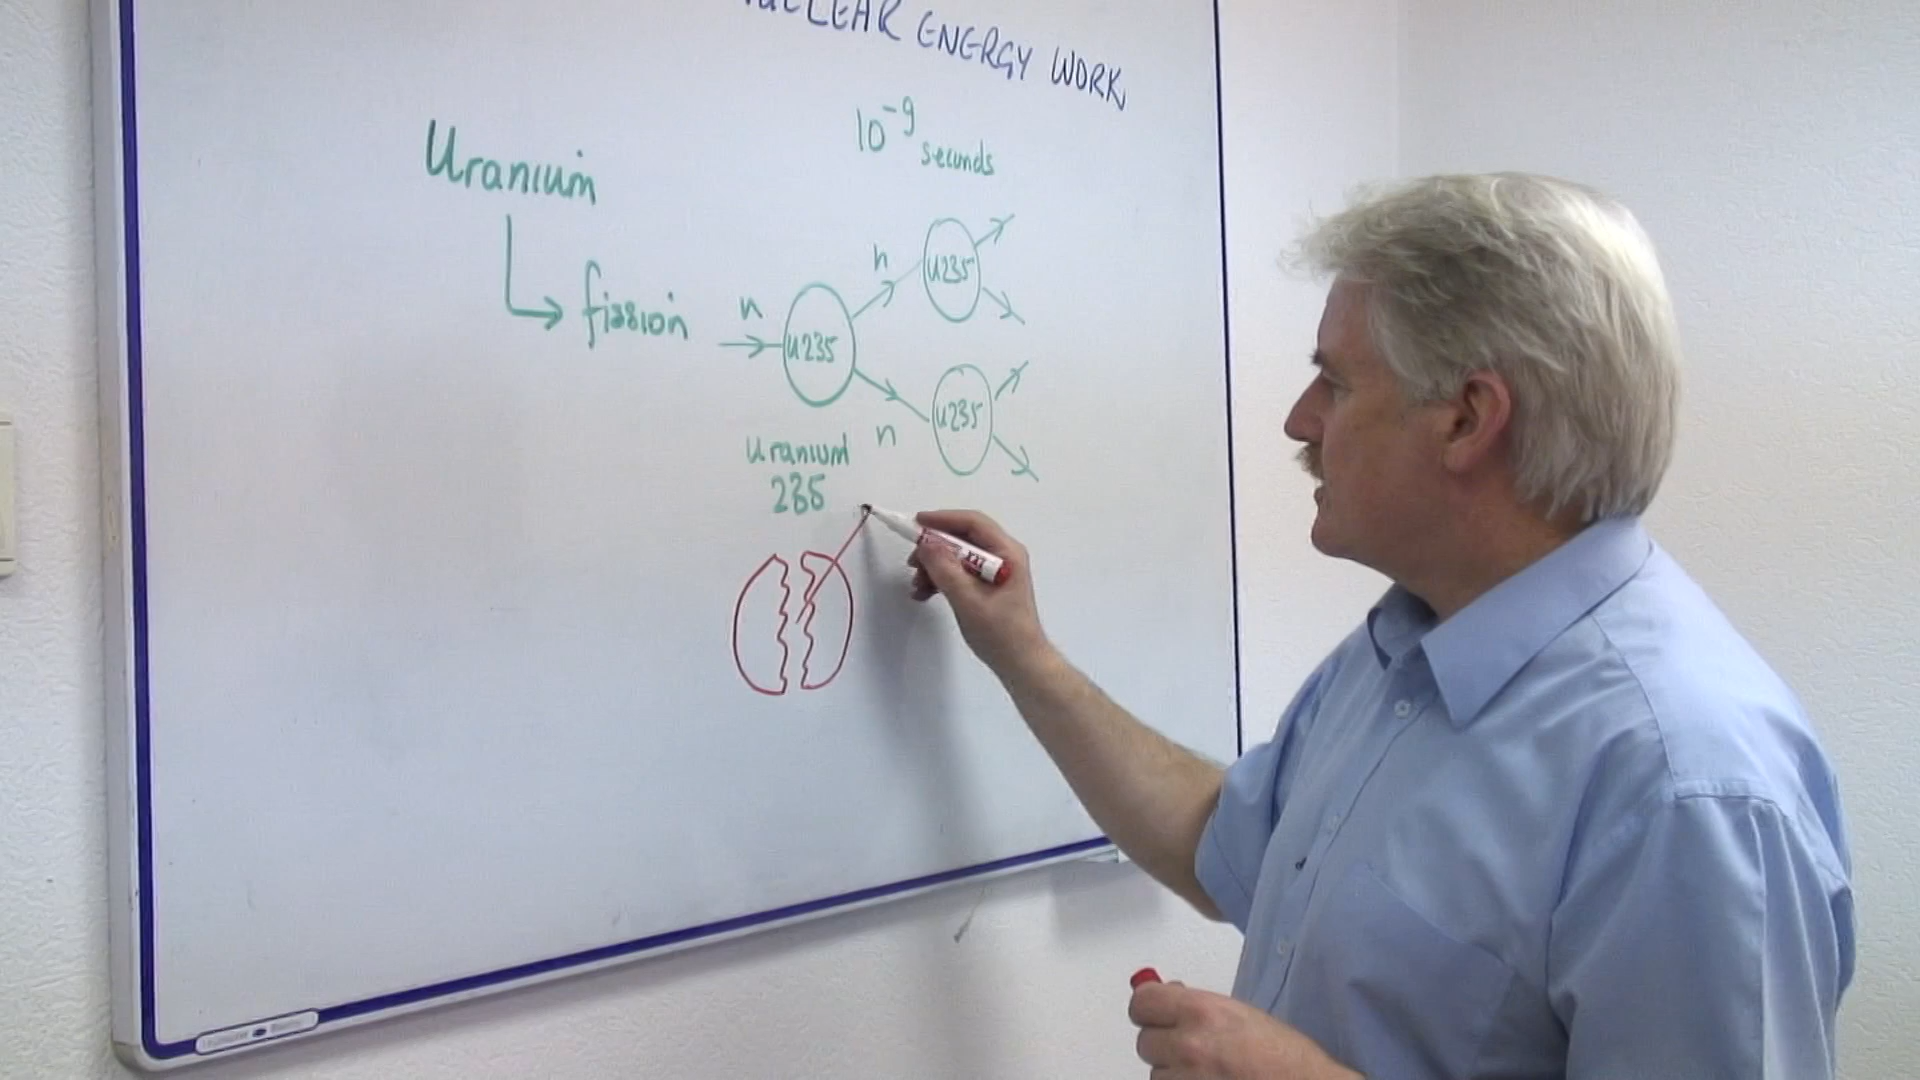 NUCLEAR ENERGY WORK
10⁻⁹ seconds
Uranium
fission
n
U235
n
U235
n
U235
Uranium
235